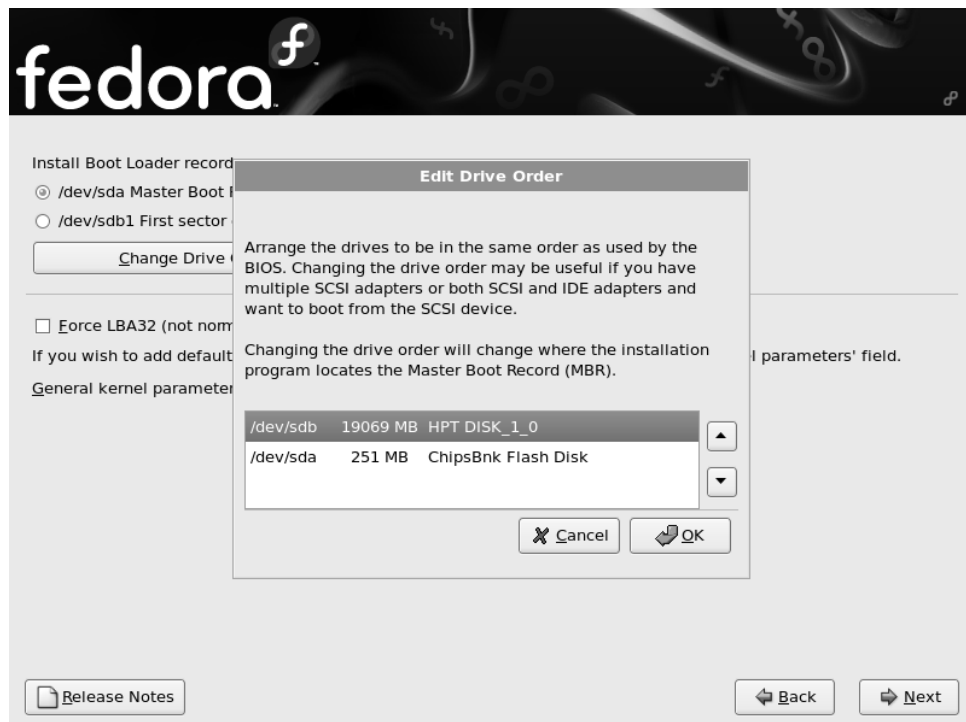 fedora
Install Boot Loader record
/dev/sda Master Boot
/dev/sdb1 First sector
Change Drive
Force LBA32 (not norm
If you wish to add default
l parameters' field.
General kernel parameter
Edit Drive Order
Arrange the drives to be in the same order as used by the
BIOS. Changing the drive order may be useful if you have
multiple SCSI adapters or both SCSI and IDE adapters and
want to boot from the SCSI device.
Changing the drive order will change where the installation
program locates the Master Boot Record (MBR).
/dev/sdb 19069 MB HPT DISK_1_0
/dev/sda 251 MB ChipsBnk Flash Disk
Cancel
OK
Release Notes
Back
Next